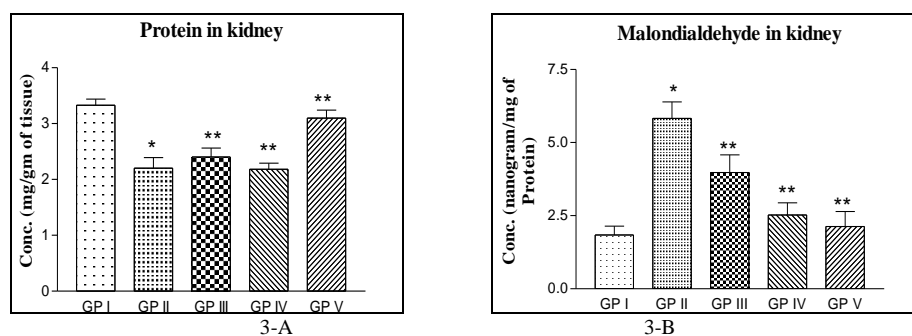 Protein in kidney
Conc. (mg/gm of tissue)
4
3
2
1
0
*
**
**
**
GP I GP II GP III GP IV GP V
3-A
Malondialdehyde in kidney
Conc. (nanogram/mg of
Protein)
7.5
5.0
2.5
0.0
*
**
**
**
GP I GP II GP III GP IV GP V
3-B